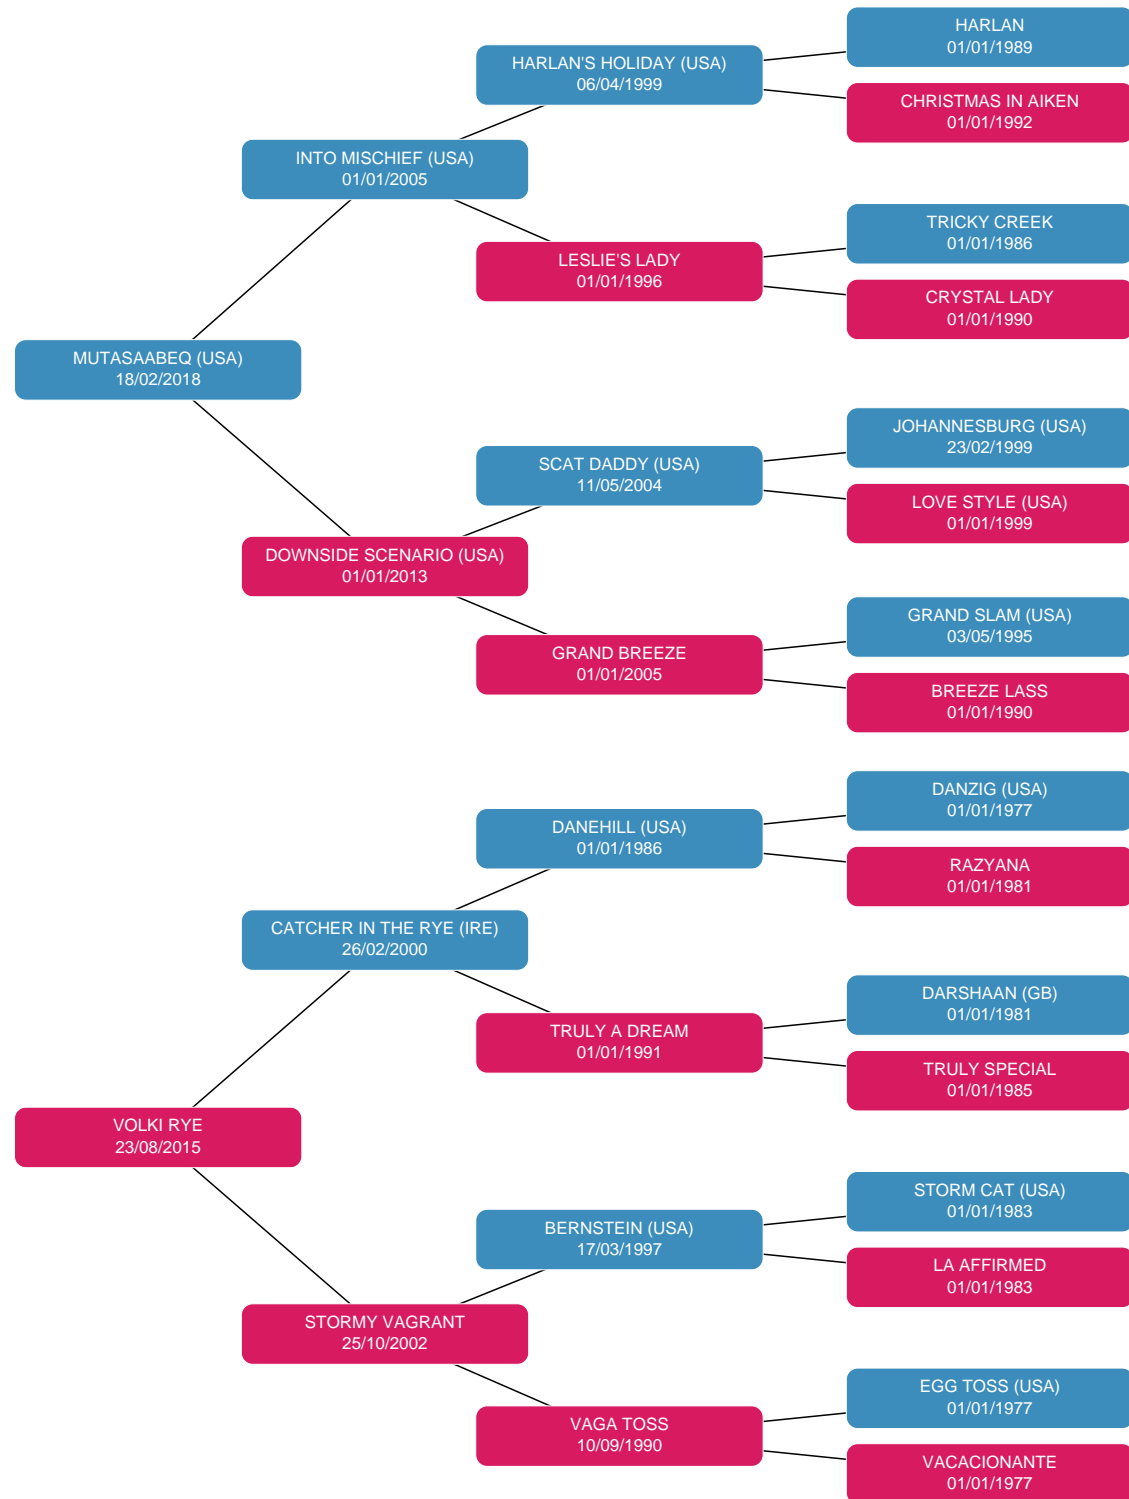 HARLAN
01/01/1989
HARLAN'S HOLIDAY (USA)
06/04/1999
CHRISTMAS IN AIKEN
01/01/1992
INTO MISCHIEF (USA)
01/01/2005
TRICKY CREEK
01/01/1986
LESLIE'S LADY
01/01/1996
CRYSTAL LADY
01/01/1990
MUTASAABEQ (USA)
18/02/2018
JOHANNESBURG (USA)
23/02/1999
SCAT DADDY (USA)
11/05/2004
LOVE STYLE (USA)
01/01/1999
DOWNSIDE SCENARIO (USA)
01/01/2013
GRAND SLAM (USA)
03/05/1995
GRAND BREEZE
01/01/2005
BREEZE LASS
01/01/1990
DANZIG (USA)
01/01/1977
DANEHILL (USA)
01/01/1986
RAZYANA
01/01/1981
CATCHER IN THE RYE (IRE)
26/02/2000
DARSHAAN (GB)
01/01/1981
TRULY A DREAM
01/01/1991
TRULY SPECIAL
01/01/1985
VOLKI RYE
23/08/2015
STORM CAT (USA)
01/01/1983
BERNSTEIN (USA)
17/03/1997
LA AFFIRMED
01/01/1983
STORMY VAGRANT
25/10/2002
EGG TOSS (USA)
01/01/1977
VAGA TOSS
10/09/1990
VACACIONANTE
01/01/1977